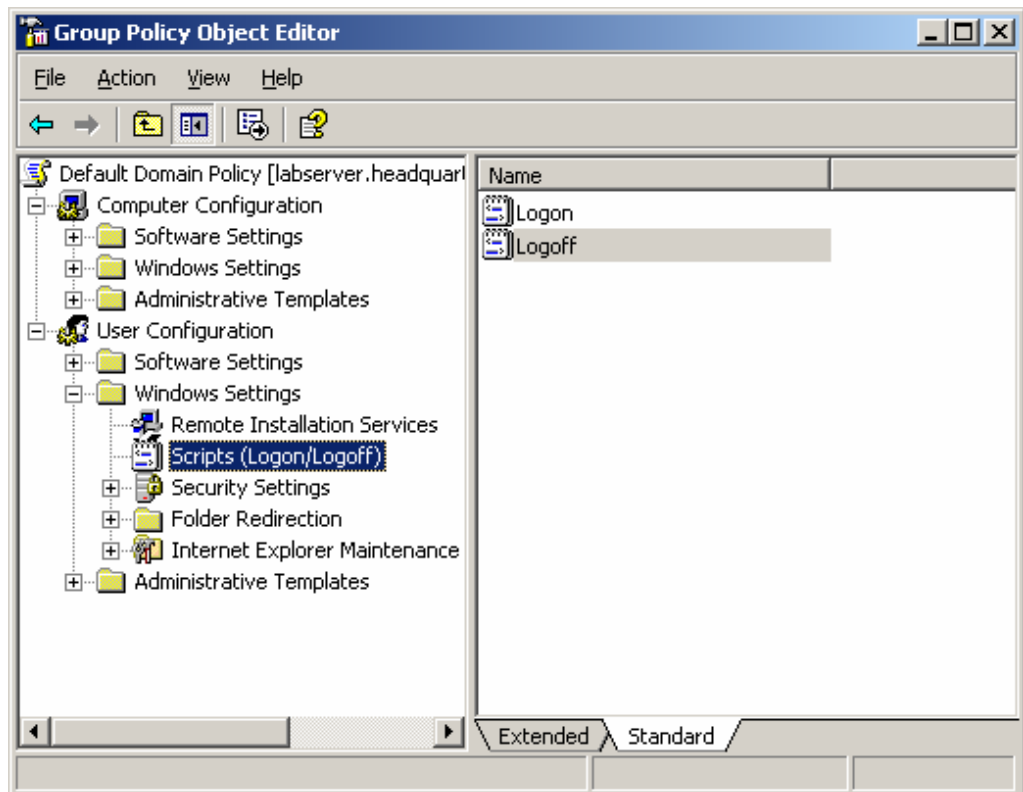 Group Policy Object Editor
File Action View Help
Default Domain Policy [labserver.headquar
Computer Configuration
Software Settings
Windows Settings
Administrative Templates
User Configuration
Software Settings
Windows Settings
Remote Installation Services
Scripts (Logon/Logoff)
Security Settings
Folder Redirection
Internet Explorer Maintenance
Administrative Templates
Name
Logon
Logoff
Extended Standard